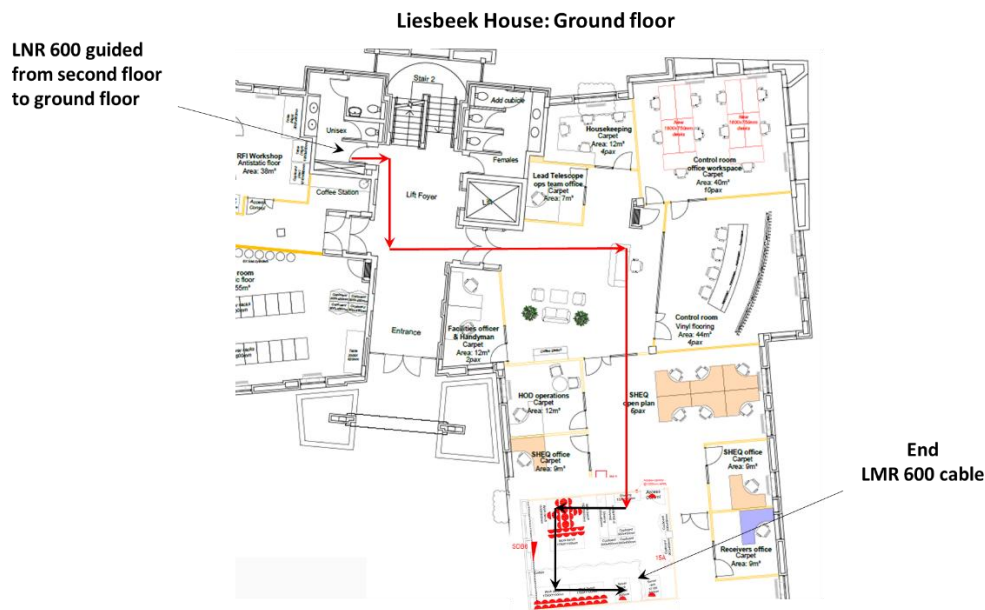 Liesbeek House: Ground floor
LNR 600 guided
from second floor
to ground floor
Stair 2
Add cubicle
Unisex
Housekeeping
Carpet
Area: 12m²
4pax
RFI Workshop
Antistatic floor
Area: 38m²
Females
Control room
office workspace
Carpet
Area: 40m²
10pax
Lead Telescope
ops team office
Carpet
Area: 7m²
Coffee Station
Lift Foyer
Lift
room
floor
55m²
Entrance
Facilities officer
& Handyman
Carpet
Area: 12m²
2pax
Control room
Vinyl flooring
Area: 44m²
4pax
HOD operations
Carpet
Area: 12m²
SHEQ
open plan
6pax
SHEQ office
Carpet
Area: 9m²
SHEQ office
Carpet
Area: 9m²
End
LMR 600 cable
Receivers office
Carpet
Area: 9m²